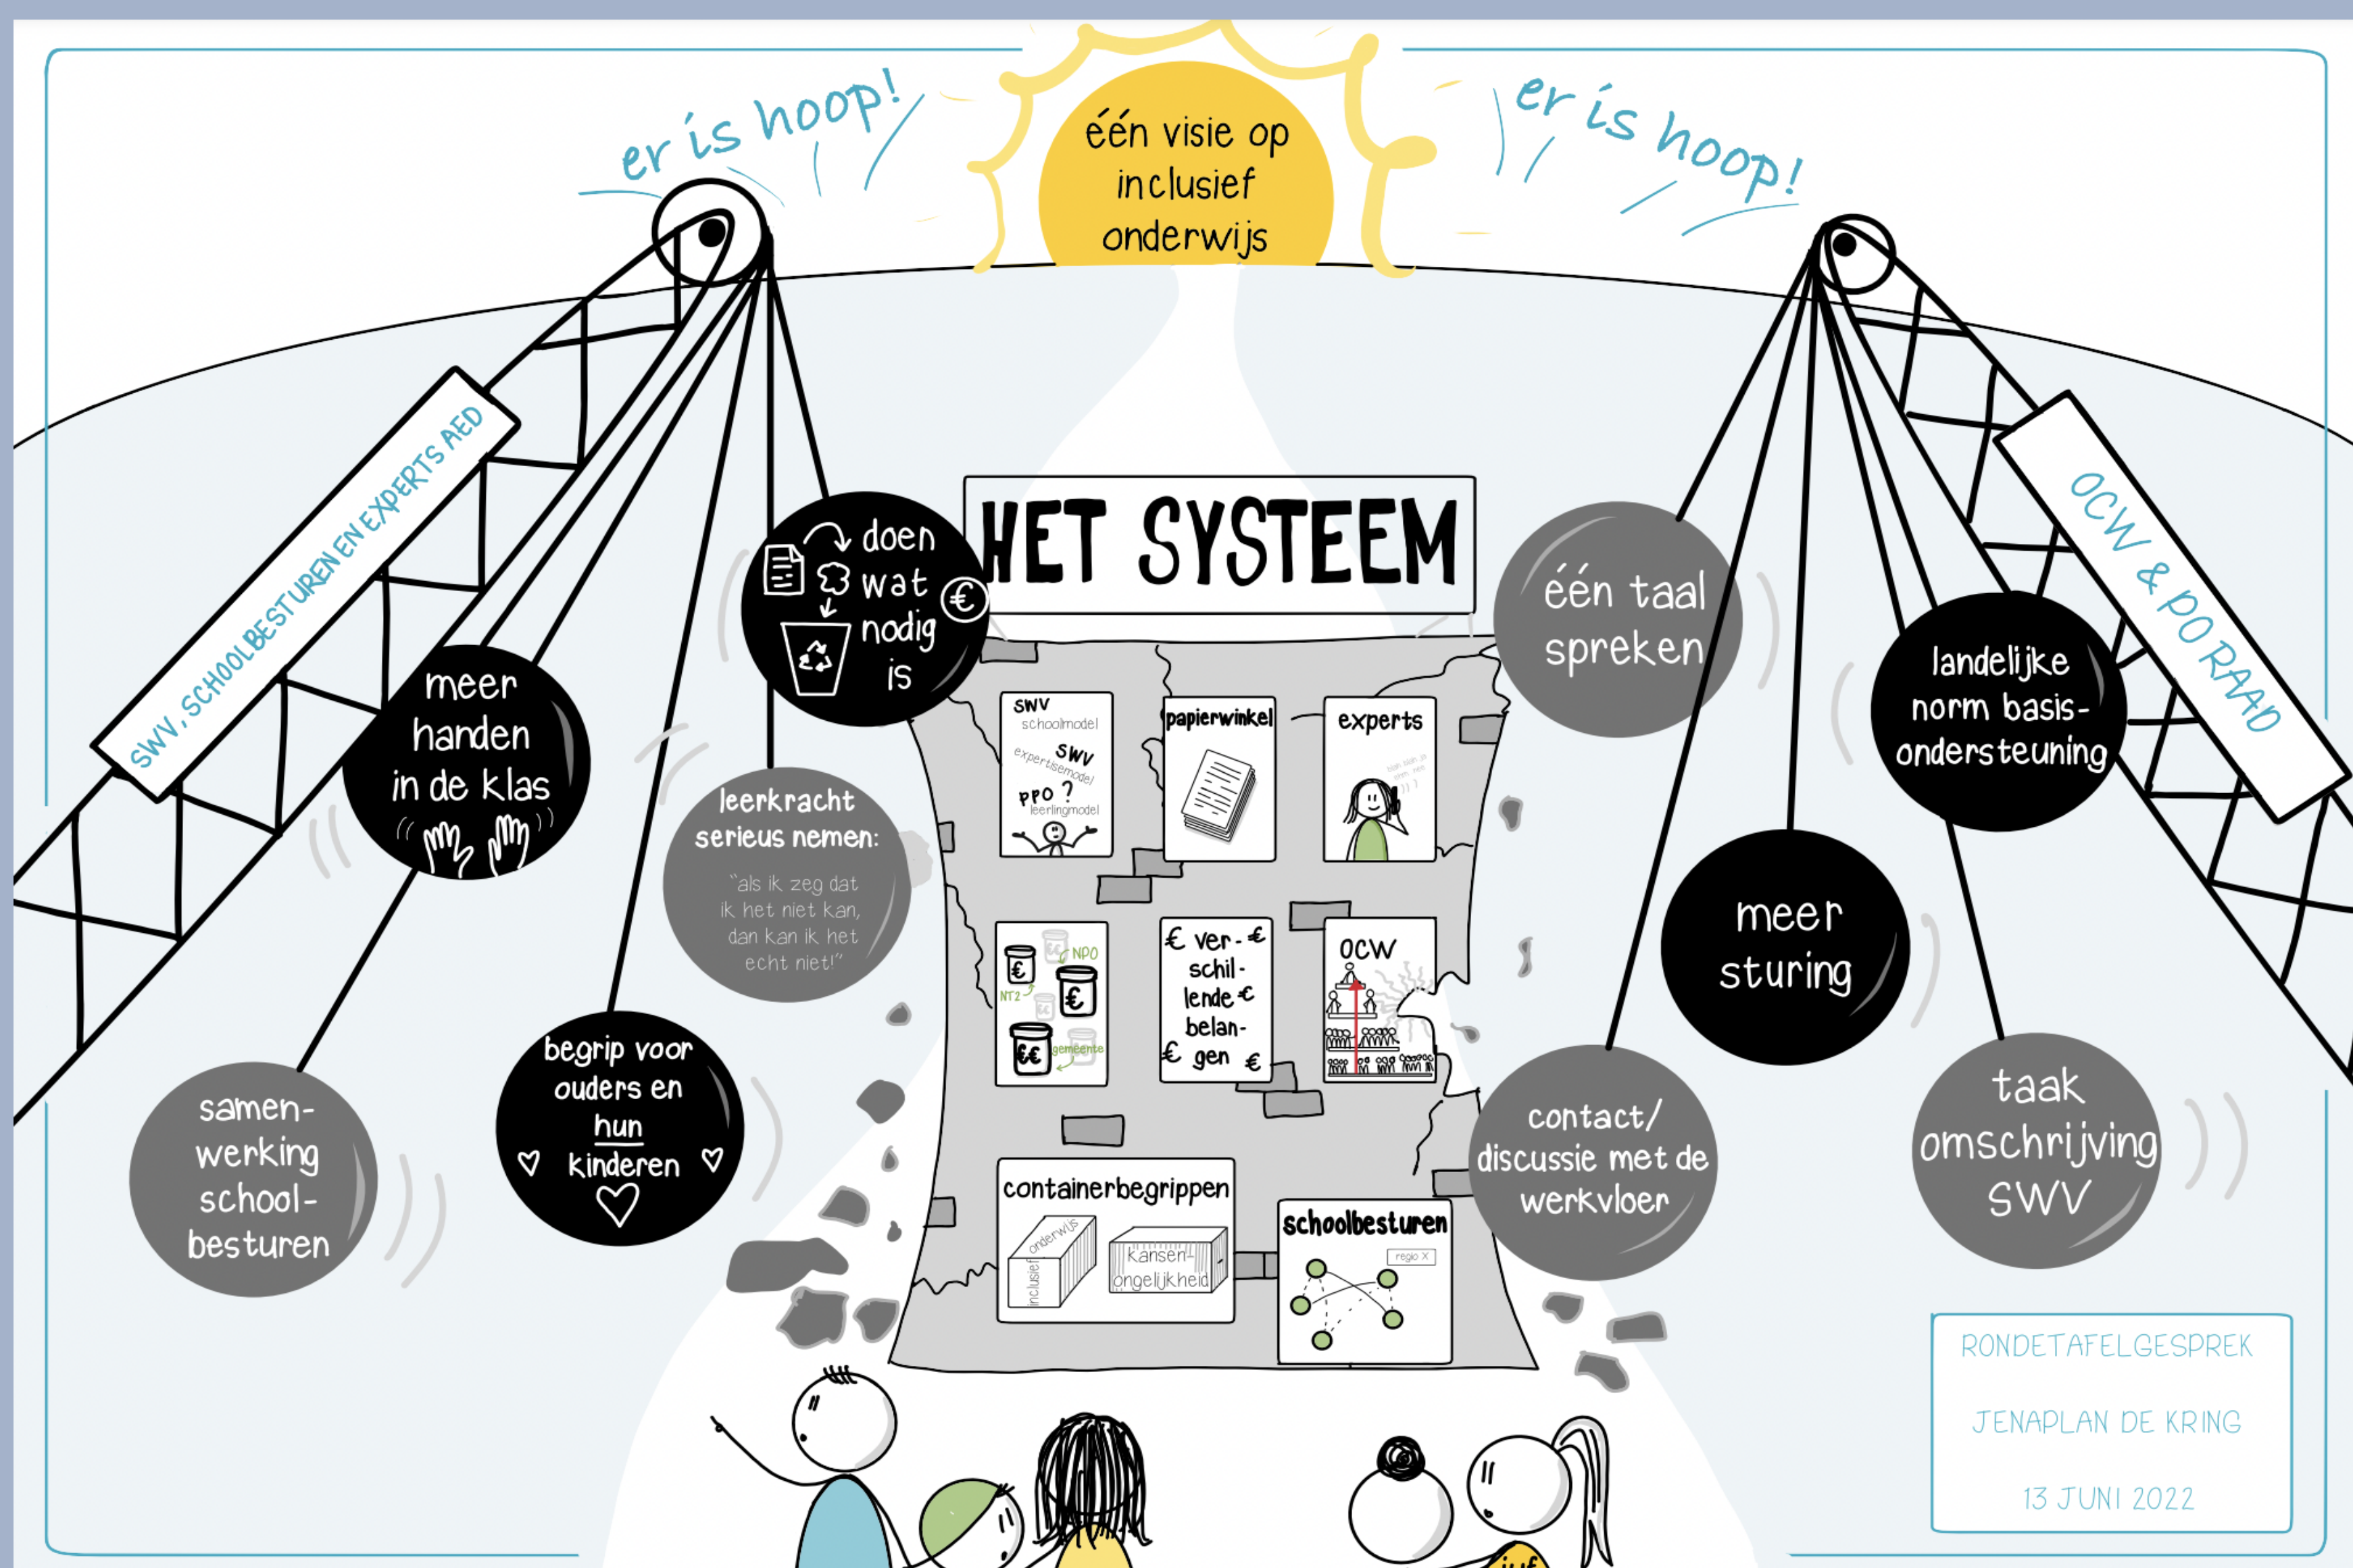 er is hoop!
één visie op
inclusief
onderwijs
er is hoop!
SWV, SCHOOLBESTUREN EN EXPERTS AED
OCW & PO RAAD
HET SYSTEEM
doen
wat
nodig
is
€
meer
handen
in de klas
leerkracht
serieus nemen:
“als ik zeg dat
ik het niet kan,
dan kan ik het
echt niet!”
samen-
werking
school-
besturen
begrip voor
ouders en
hun
kinderen
één taal
spreken
landelijke
norm basis-
ondersteuning
meer
sturing
contact/
discussie met de
werkvloer
taak
omschrijving
SWV
SWV
schoolmodel
SWV
expertisemodel
PPO ?
leerlingmodel
papierwinkel
experts
€
NPO
€
NT2
€€
gemeente
€ ver- €
schil-
lende €
belan-
€ gen €
OCW
containerbegrippen
inclusief
onderwijs
kansen-
ongelijkheid
schoolbesturen
regio X
juf
RONDETAFELGESPREK
JENAPLAN DE KRING
13 JUNI 2022